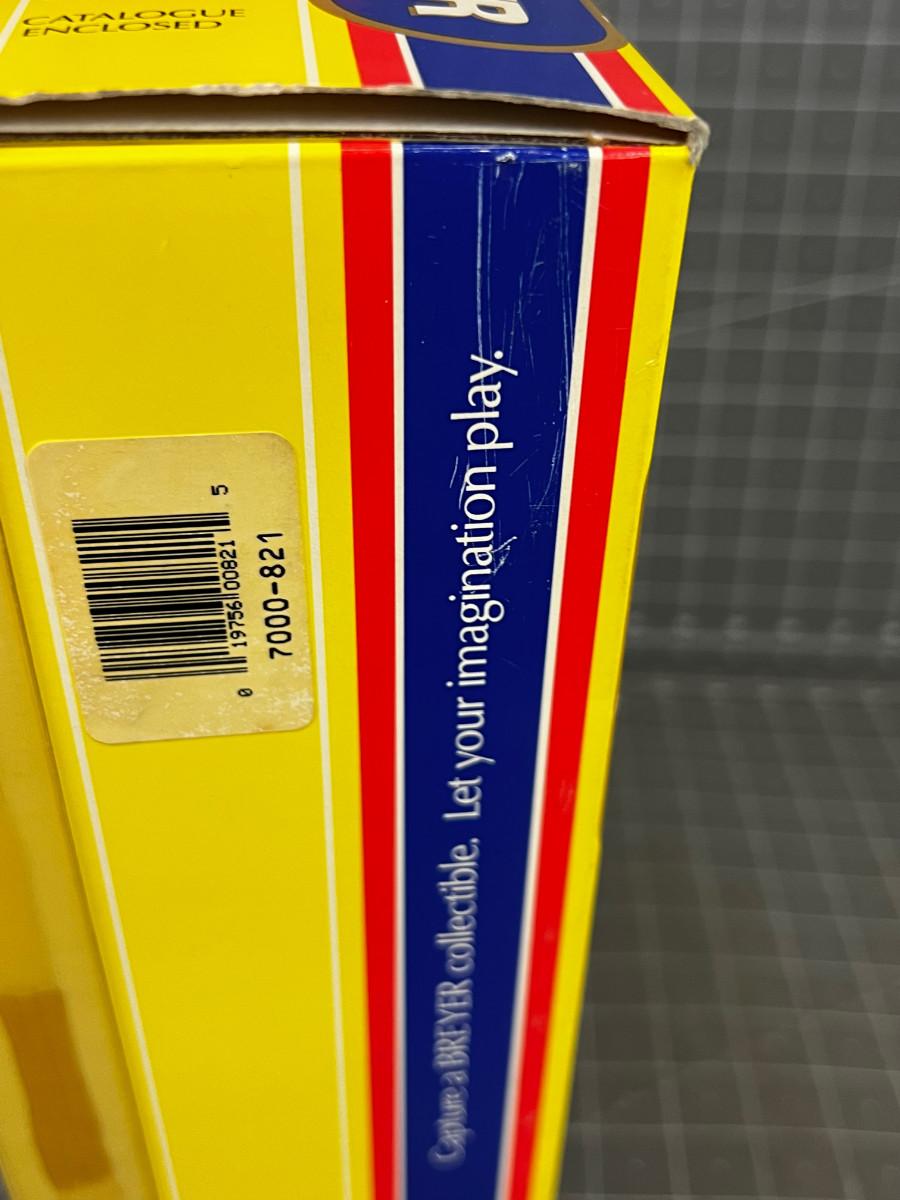 CATALOGUE
ENCLOSED
R
0 19756 00821 5
7000-821
Capture a BREYER collectible. Let your imagination play.